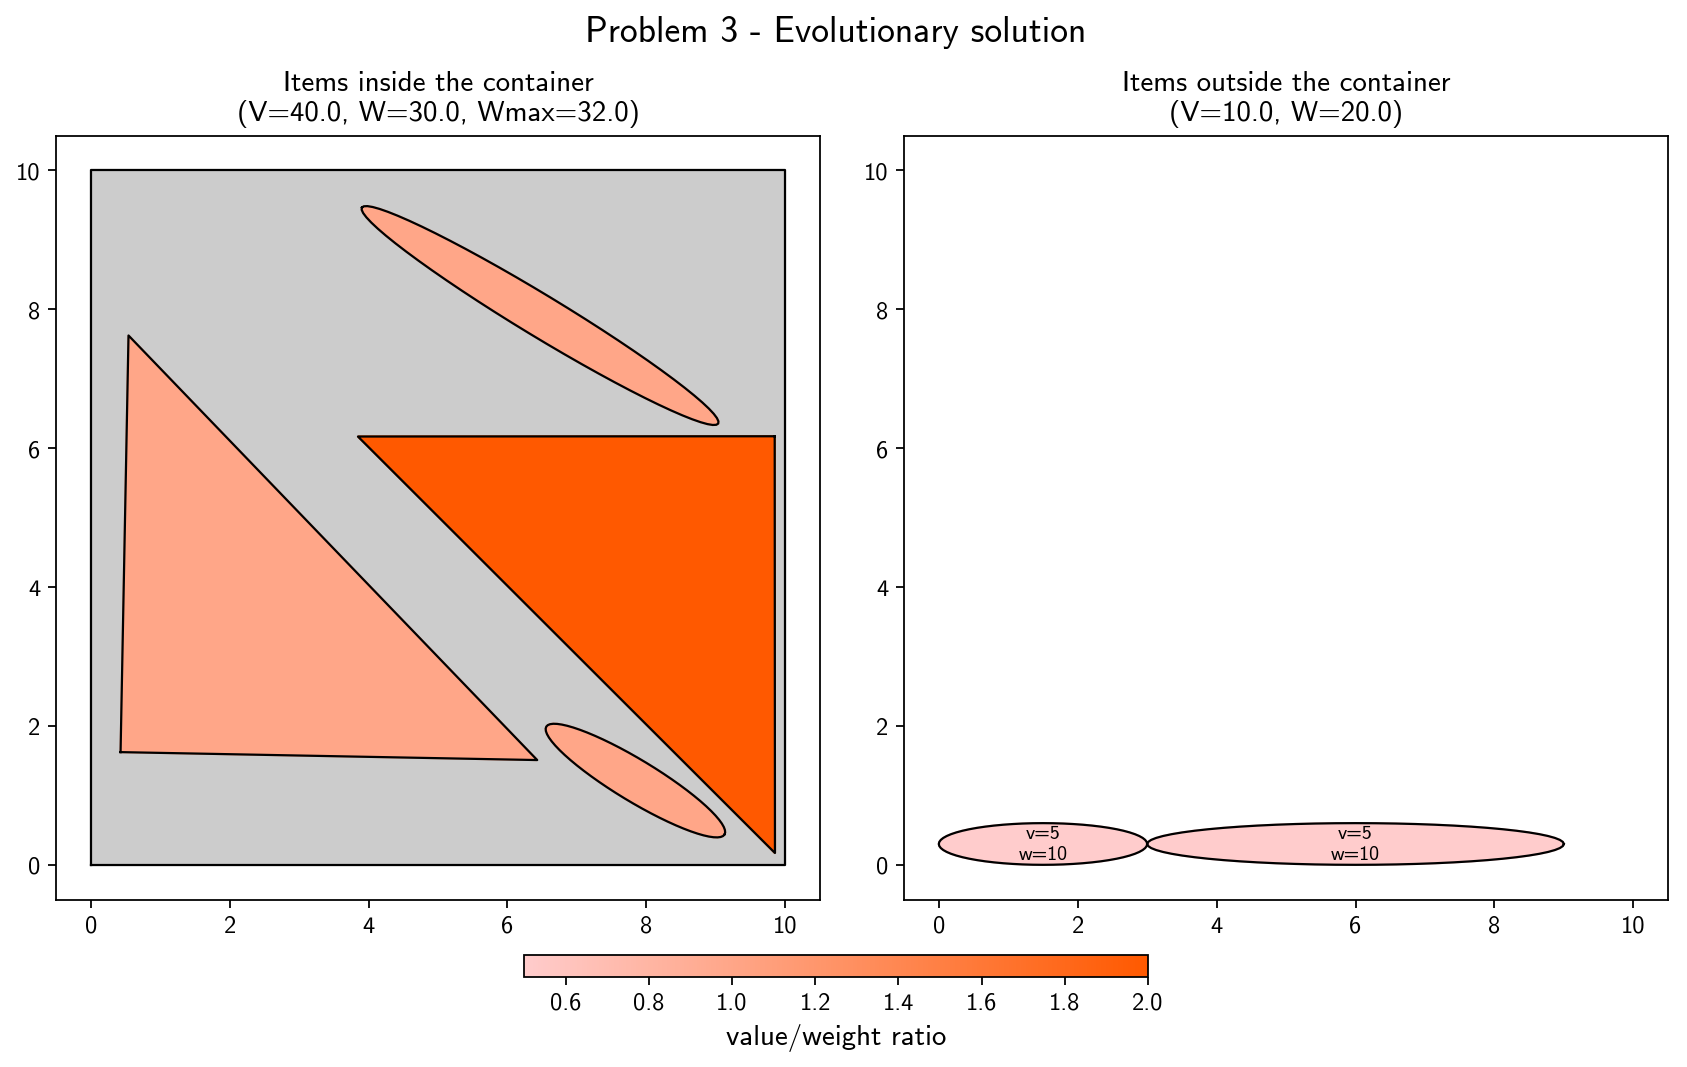 Problem 3 - Evolutionary solution
Items inside the container
(V=40.0, W=30.0, Wmax=32.0)
10
8
6
4
2
0
0 2 4 6 8 10
Items outside the container
(V=10.0, W=20.0)
10
8
6
4
2
0
v=5
w=10
v=5
w=10
0 2 4 6 8 10
0.6 0.8 1.0 1.2 1.4 1.6 1.8 2.0
value/weight ratio